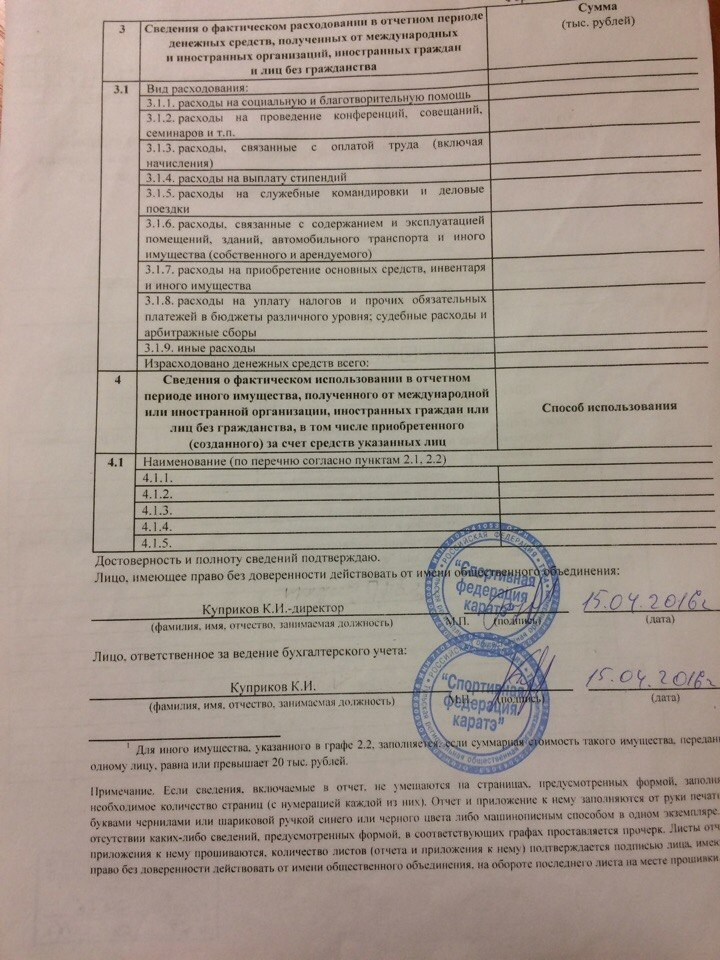 Сумма
(тыс. рублей)
3
Сведения о фактическом расходовании в отчетном периоде
денежных средств, полученных от международных
и иностранных организаций, иностранных граждан
и лиц без гражданства
3.1
Вид расходования:
3.1.1. расходы на социальную и благотворительную помощь
3.1.2. расходы на проведение конференций, совещаний,
семинаров и т.п.
3.1.3. расходы, связанные с оплатой труда (включая
начисления)
3.1.4. расходы на выплату стипендий
3.1.5. расходы на служебные командировки и деловые
поездки
3.1.6. расходы, связанные с содержанием и эксплуатацией
помещений, зданий, автомобильного транспорта и иного
имущества (собственного и арендуемого)
3.1.7. расходы на приобретение основных средств, инвентаря
и иного имущества
3.1.8. расходы на уплату налогов и прочих обязательных
платежей в бюджеты различного уровня; судебные расходы и
арбитражные сборы
3.1.9. иные расходы
Израсходовано денежных средств всего:
4
Сведения о фактическом использовании в отчетном
периоде иного имущества, полученного от международной
или иностранной организации, иностранных граждан или
лиц без гражданства, в том числе приобретенного
(созданного) за счет средств указанных лиц
Способ использования
4.1
Наименование (по перечню согласно пунктам 2.1, 2.2)
4.1.1.
4.1.2.
4.1.3.
4.1.4.
4.1.5.
Достоверность и полноту сведений подтверждаю.
Лицо, имеющее право без доверенности действовать от имени общественного объединения:
РОССИЙСКАЯ ФЕДЕРАЦИЯ
"Спортивная
федерация
каратэ"
Куприков К.И.-директор
15.04.2016г
(фамилия, имя, отчество, занимаемая должность)
М.П.
(подпись)
(дата)
Лицо, ответственное за ведение бухгалтерского учета:
"Спортивная
федерация
каратэ"
Куприков К.И.
15.04.2016г
(фамилия, имя, отчество, занимаемая должность)
М.П.
(подпись)
(дата)
1 Для иного имущества, указанного в графе 2.2, заполняется, если суммарная стоимость такого имущества, передан
одному лицу, равна или превышает 20 тыс. рублей.
Примечание. Если сведения, включаемые в отчет, не умещаются на страницах, предусмотренных формой, заполня
необходимое количество страниц (с нумерацией каждой из них). Отчет и приложение к нему заполняются от руки печатн
буквами чернилами или шариковой ручкой синего или черного цвета либо машинописным способом в одном экземпляре.
отсутствии каких-либо сведений, предусмотренных формой, в соответствующих графах проставляется прочерк. Листы отч
приложения к нему прошиваются, количество листов (отчета и приложения к нему) подтверждается подписью лица, имею
право без доверенности действовать от имени общественного объединения, на обороте последнего листа на месте прошивки